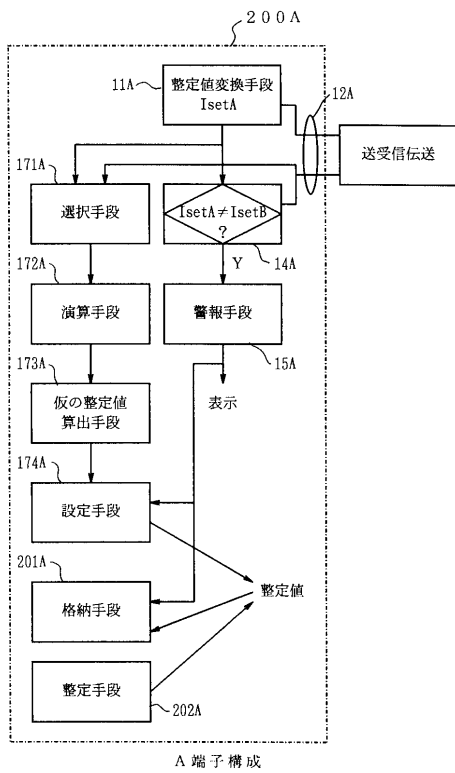 200A
11A
整定値変換手段
IsetA
12A
送受信伝送
171A
選択手段
IsetA≠IsetB
?
14A
172A
Y
演算手段
警報手段
15A
173A
表示
仮の整定値
算出手段
174A
設定手段
201A
整定値
格納手段
整定手段
202A
A端子構成